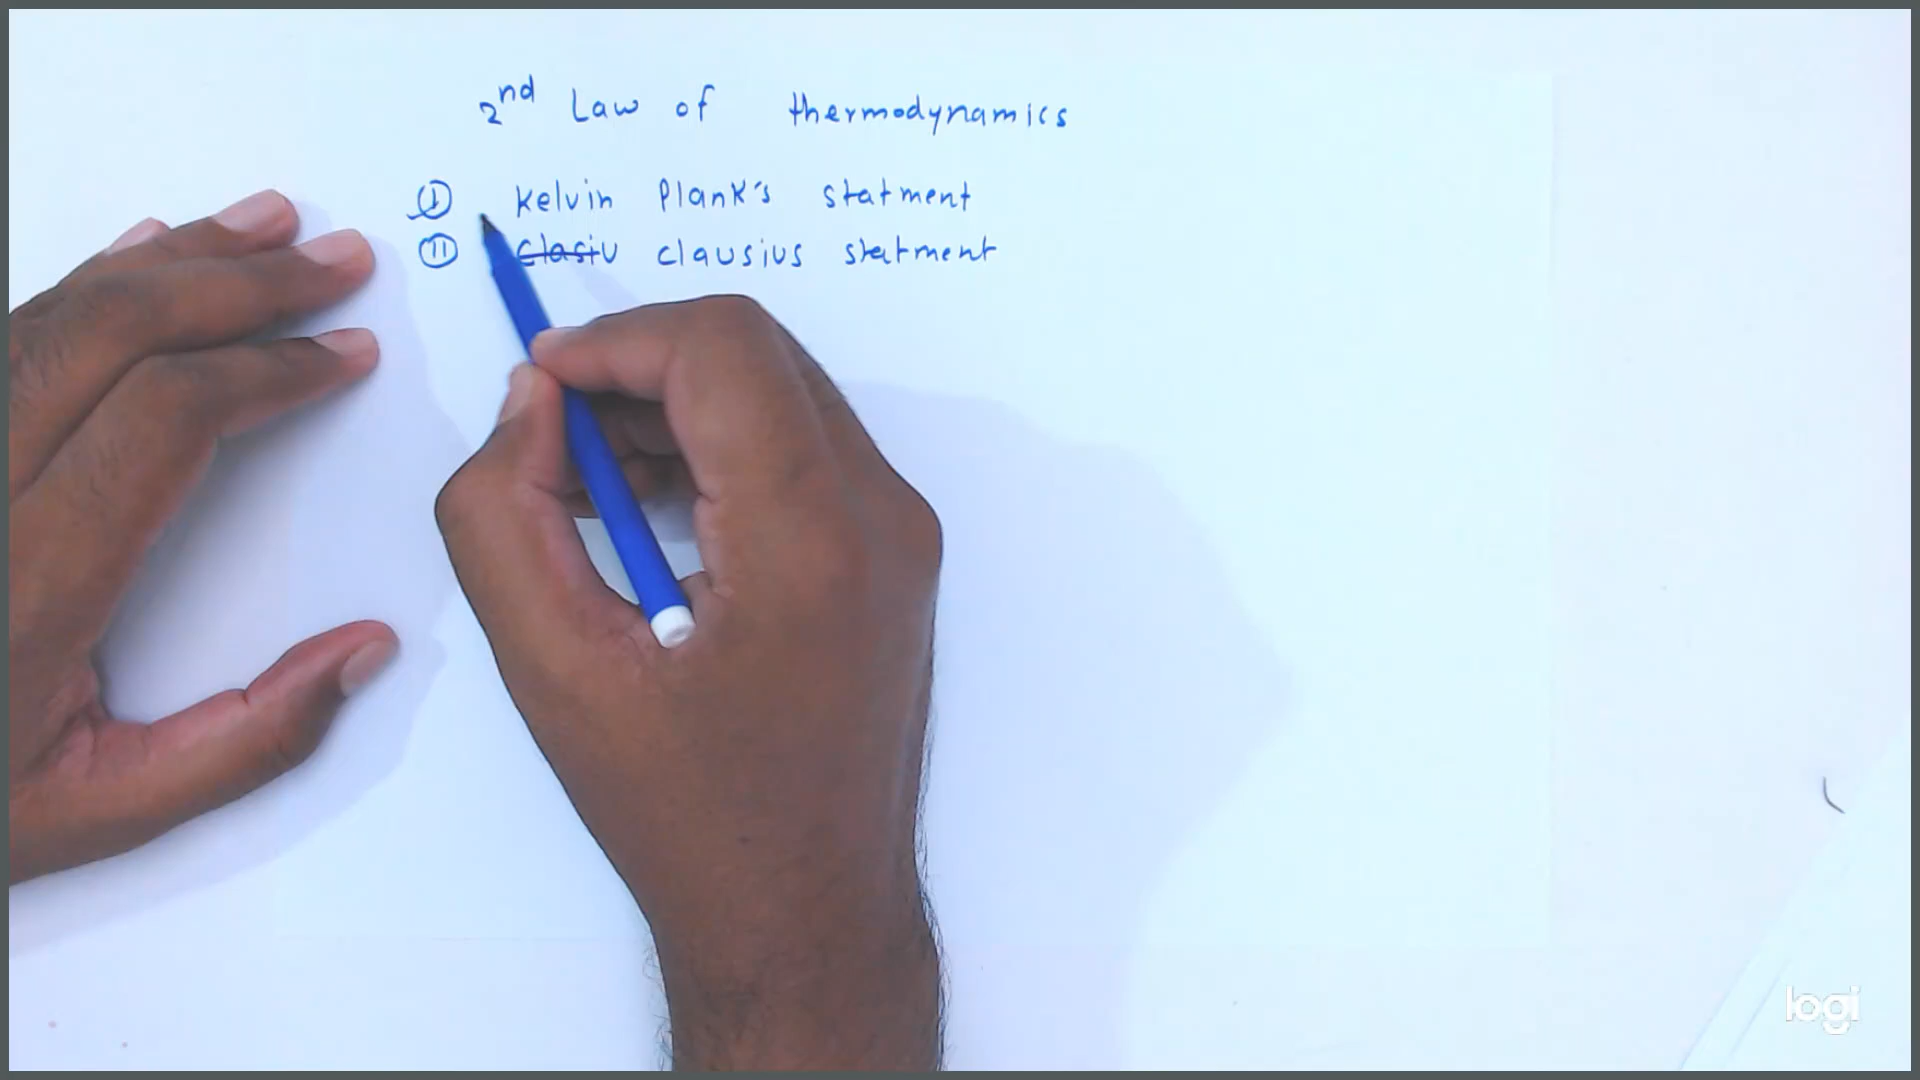 2nd Law of thermodynamics
I Kelvin Plank's statment
II clasiu clausius statment
logi